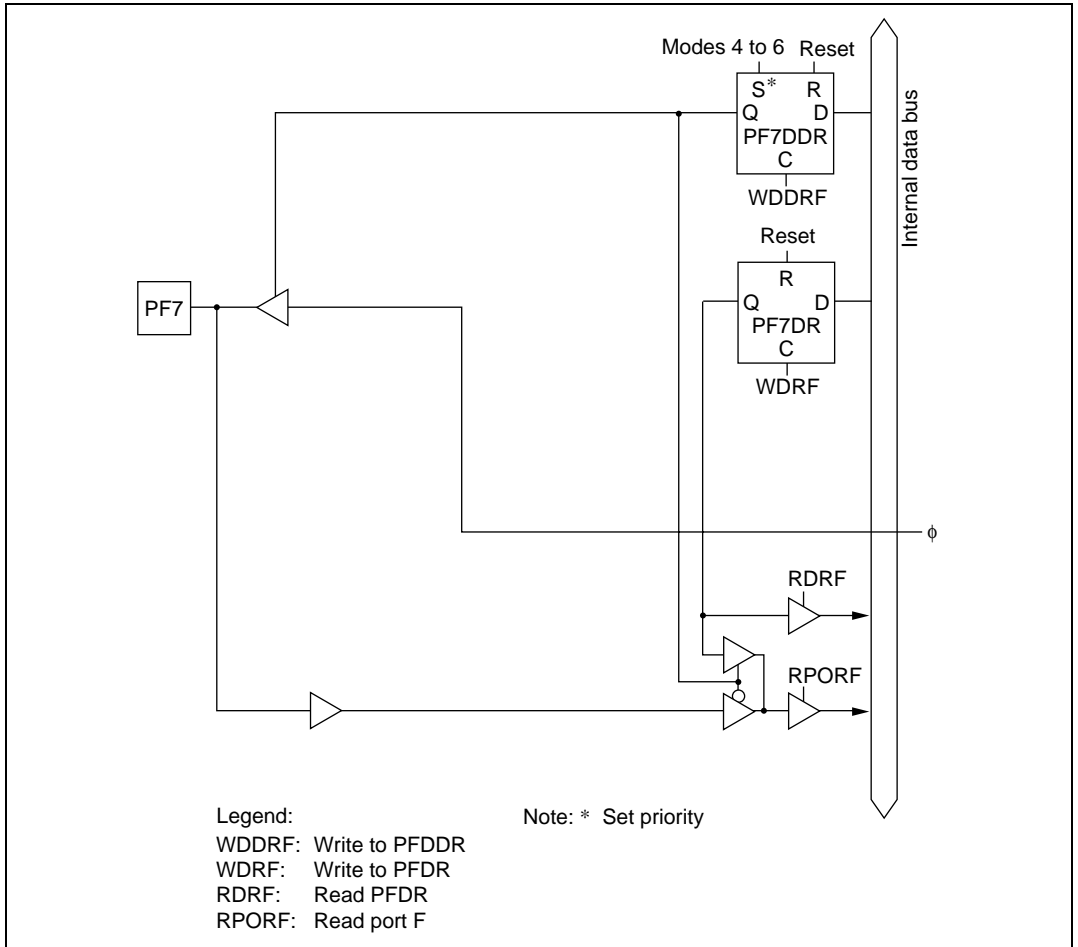 Modes 4 to 6 Reset
S* R
Q D
PF7DDR
C
WDDRF
Internal data bus
Reset
R
PF7
Q D
PF7DR
C
WDRF
ϕ
RDRF
RPORF
Legend:
WDDRF: Write to PFDDR
WDRF: Write to PFDR
RDRF: Read PFDR
RPORF: Read port F
Note: * Set priority